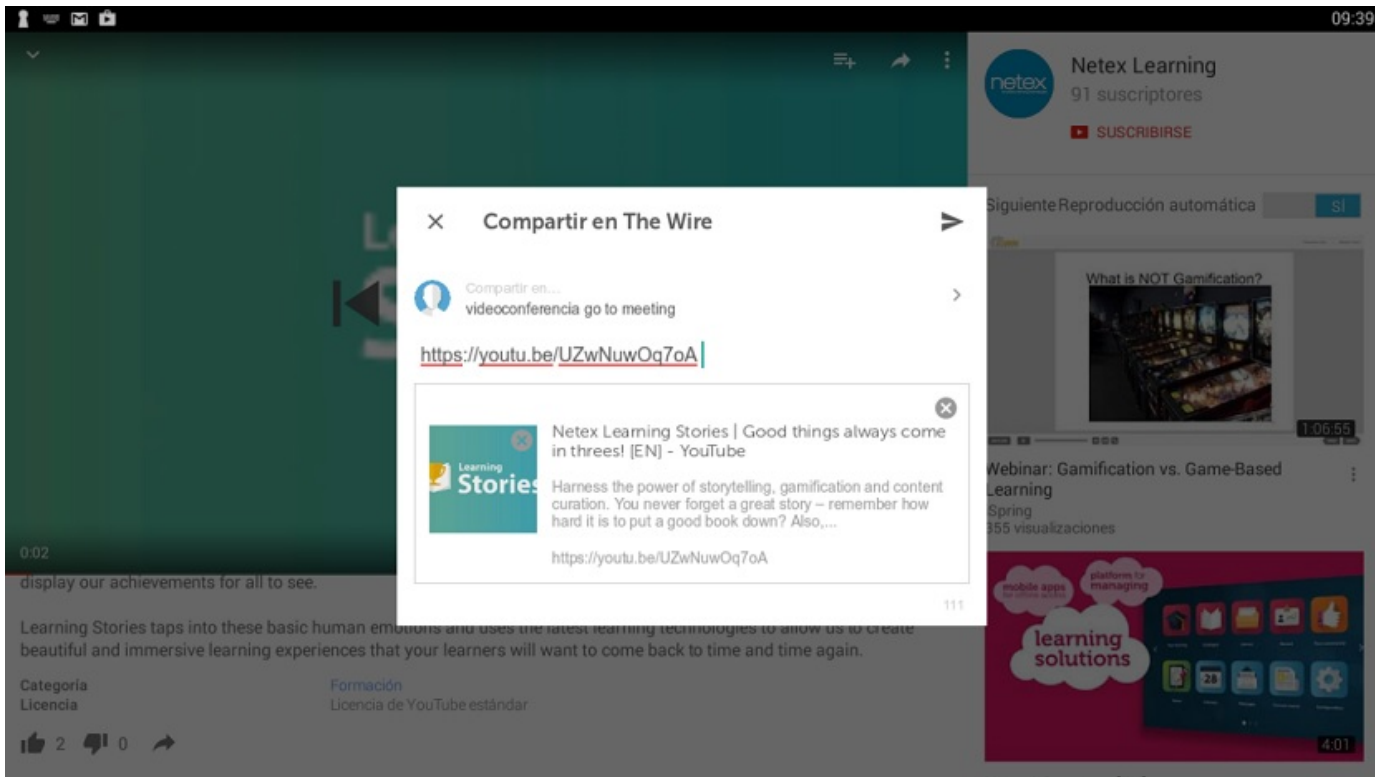 09:39
netex
Netex Learning
91 suscriptores
SUSCRIBIRSE
Compartir en The Wire
Compartir en...
videoconferencia go to meeting
https://youtu.be/UZwNuwOq7oA
Netex Learning Stories | Good things always come
in threes! [EN] - YouTube
Learning
Stories
Harness the power of storytelling, gamification and content
curation. You never forget a great story – remember how
hard it is to put a good book down? Also,...
https://youtu.be/UZwNuwOq7oA
111
Siguiente Reproducción automática SÍ
What is NOT Gamification?
1:06:55
Webinar: Gamification vs. Game-Based
Learning
iSpring
355 visualizaciones
0:02
display our achievements for all to see.
Learning Stories taps into these basic human emotions and uses the latest learning technologies to allow us to create
beautiful and immersive learning experiences that your learners will want to come back to time and time again.
Categoría Formación
Licencia Licencia de YouTube estándar
2 0
mobile apps
for offline access
platform for
managing
learning
solutions
28
4:01